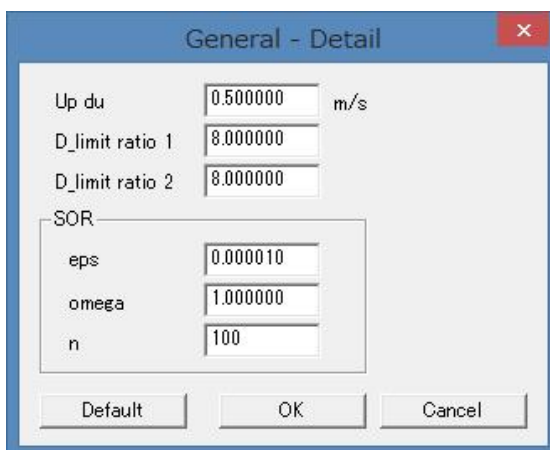 General - Detail
Up du 0.500000 m/s
D_limit ratio 1 8.000000
D_limit ratio 2 8.000000
SOR
eps 0.000010
omega 1.000000
n 100
Default OK Cancel